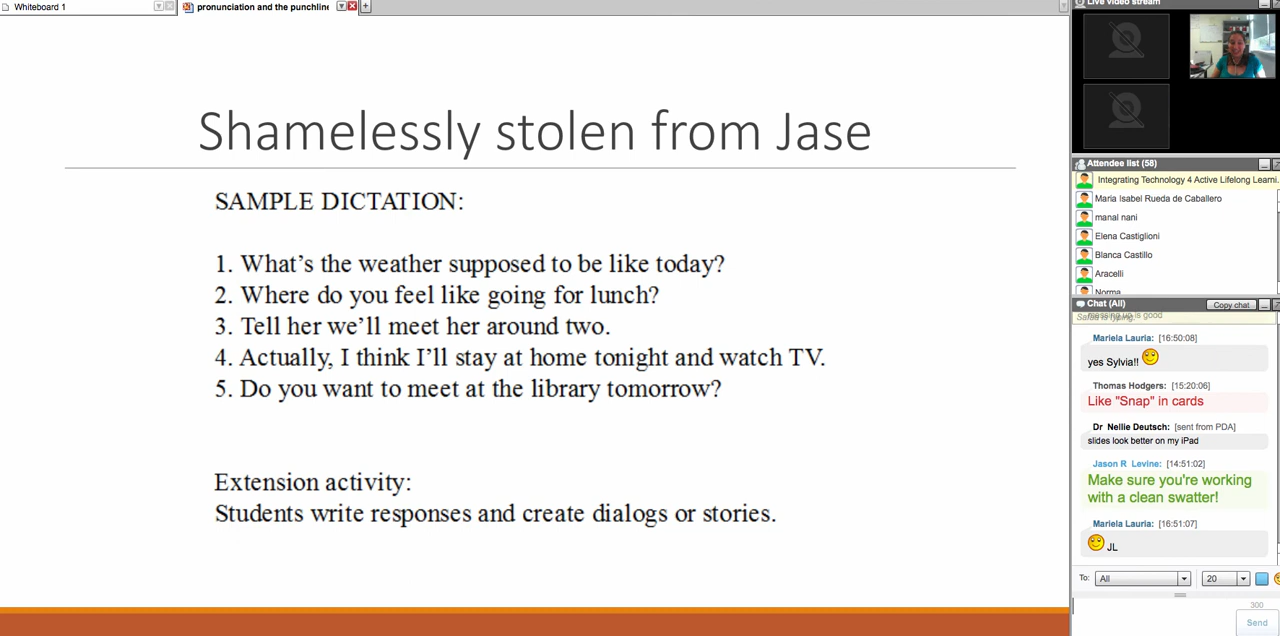 Whiteboard 1
pronunciation and the punchline
Shamelessly stolen from Jase
SAMPLE DICTATION:
1. What's the weather supposed to be like today?
2. Where do you feel like going for lunch?
3. Tell her we'll meet her around two.
4. Actually, I think I'll stay at home tonight and watch TV.
5. Do you want to meet at the library tomorrow?
Extension activity:
Students write responses and create dialogs or stories.
Live video stream
Attendee list (58)
Integrating Technology 4 Active Lifelong Learni.
Maria Isabel Rueda de Caballero
manal nani
Elena Castiglioni
Blanca Castillo
Aracelli
Norma
Chat (All)
Copy chat
is good
Mariela Lauria: [16:50:08]
yes Sylvia!!
Thomas Hodgers: [15:20:06]
Like "Snap" in cards
Dr Nellie Deutsch: [sent from PDA]
slides look better on my iPad
Jason R Levine: [14:51:02]
Make sure you're working
with a clean swatter!
Mariela Lauria: [16:51:07]
JL
To: All 20
300
Send